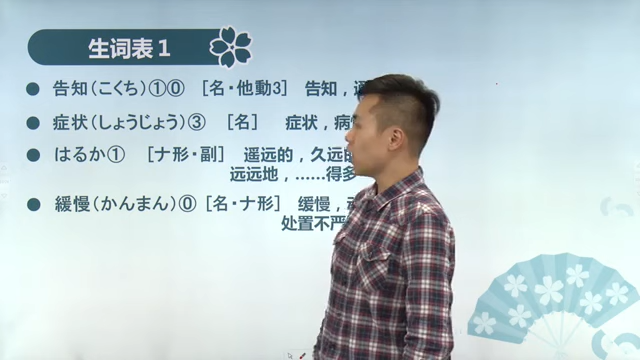 生词表1
告知(こくち)①⓪ [名・他動3] 告知,
症状(しょうじょう)③ [名] 症状,病
はるか① [ナ形・副] 遥远的,久远
远远地,……得多
緩慢(かんまん)⓪ [名・ナ形] 缓慢,
处置不严